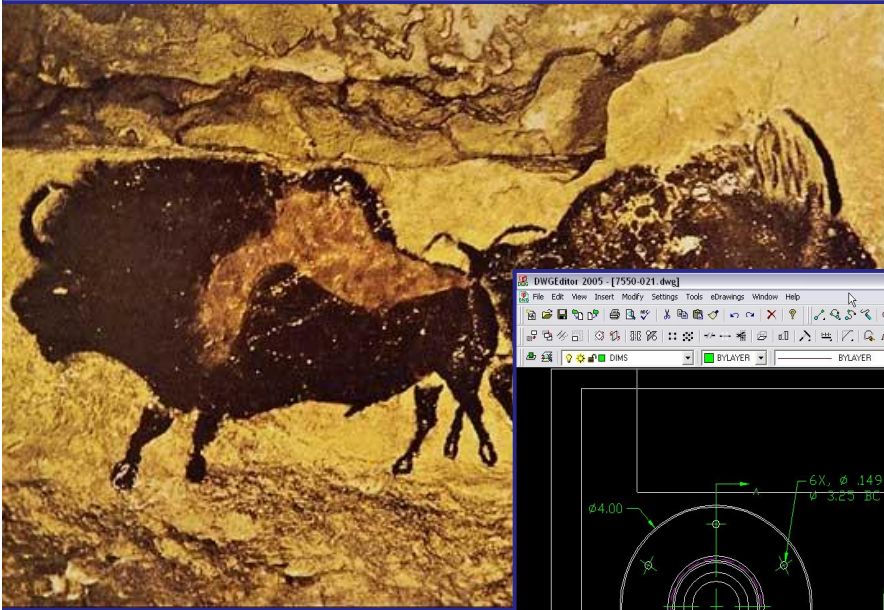 DWGEditor 2005 - [7550-021.dwg]
File Edit View Insert Modify Settings Tools eDrawings Window Help
DIMS BYLAYER BYLAYER
A
6X, Ø .149
Ø 3.25 BC
Ø4.00